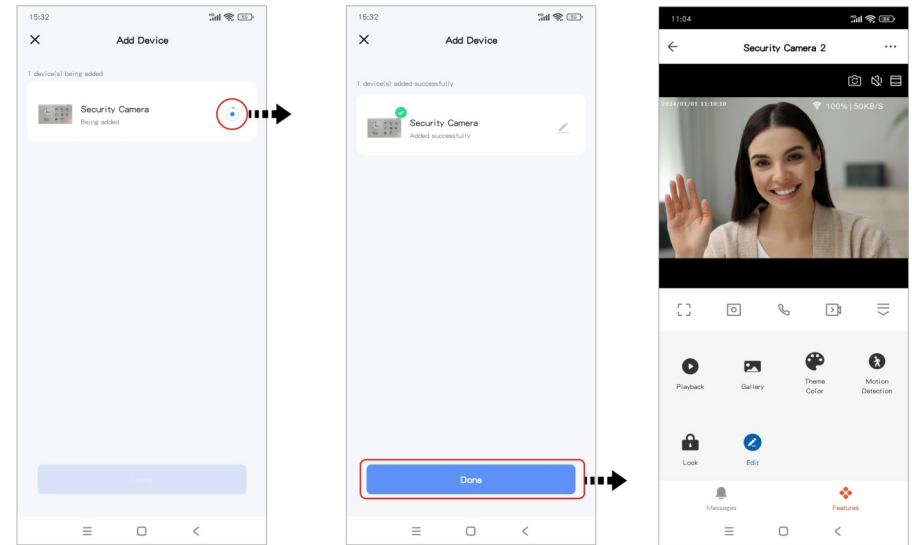 15:32
Add Device
1 device(s) being added
Security Camera
Being added
15:32
Add Device
1 device(s) added successfully
Security Camera
Added successfully
Done
11:04
Security Camera 2
2024/01/01 11:10:10
100% | 50KB/S
Playback
Gallery
Theme
Color
Motion
Detection
Lock
Edit
Messages
Features